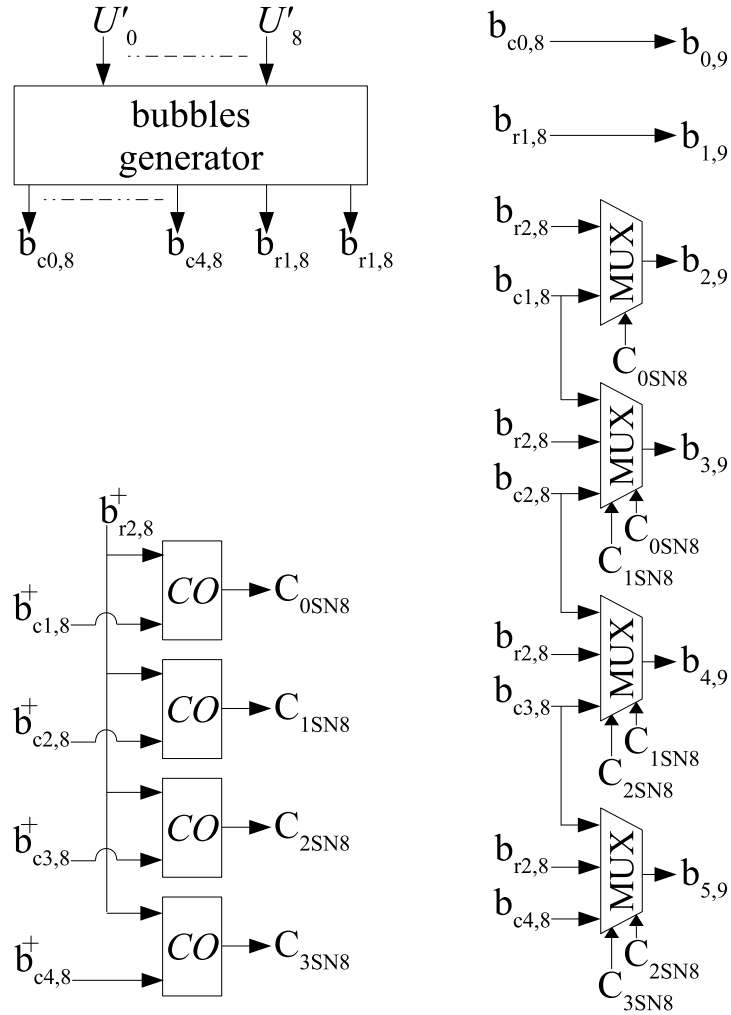 U'0 U'8
bubbles
generator
bc0,8 bc4,8 br1,8 br1,8
b+r2,8
b+c1,8 CO C0SN8
b+c2,8 CO C1SN8
b+c3,8 CO C2SN8
b+c4,8 CO C3SN8
bc0,8 b0,9
br1,8 b1,9
br2,8
bc1,8 MUX b2,9
C0SN8
br2,8 MUX b3,9
bc2,8
C0SN8
C1SN8
br2,8 MUX b4,9
bc3,8
C1SN8
C2SN8
br2,8 MUX b5,9
bc4,8
C2SN8
C3SN8